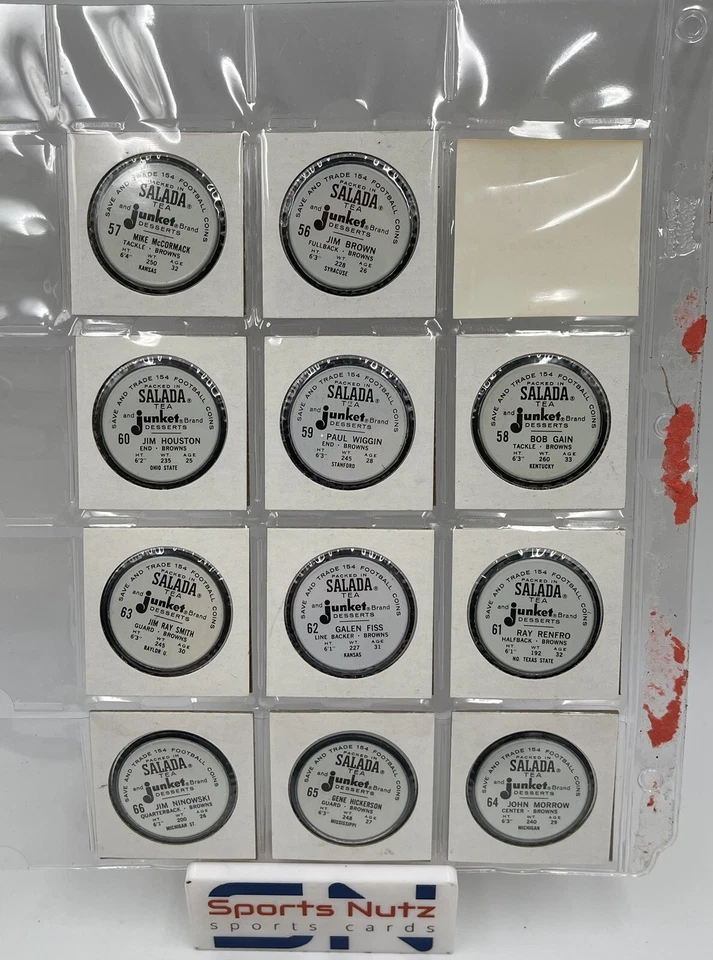 SAVE AND TRADE 154 FOOTBALL COINS
PACKED IN
SALADA®
TEA
and Junket® Brand
DESSERTS
57 MIKE McCORMACK
TACKLE · BROWNS
HT WT AGE
6'4" 250 32
KANSAS
SAVE AND TRADE 154 FOOTBALL COINS
PACKED IN
SALADA®
TEA
and Junket® Brand
DESSERTS
56 JIM BROWN
FULLBACK · BROWNS
HT WT AGE
6'3" 228 26
SYRACUSE
SAVE AND TRADE 154 FOOTBALL COINS
PACKED IN
SALADA®
TEA
and Junket® Brand
DESSERTS
60 JIM HOUSTON
END · BROWNS
HT WT AGE
6'2" 235 25
OHIO STATE
SAVE AND TRADE 154 FOOTBALL COINS
PACKED IN
SALADA®
TEA
and Junket® Brand
DESSERTS
59 PAUL WIGGIN
END · BROWNS
HT WT AGE
6'3" 245 28
STANFORD
SAVE AND TRADE 154 FOOTBALL COINS
PACKED IN
SALADA®
TEA
and Junket® Brand
DESSERTS
58 BOB GAIN
TACKLE · BROWNS
HT WT AGE
6'3" 260 33
KENTUCKY
SAVE AND TRADE 154 FOOTBALL COINS
PACKED IN
SALADA®
TEA
and Junket® Brand
DESSERTS
63 JIM RAY SMITH
GUARD · BROWNS
HT WT AGE
6'3" 245 30
BAYLOR U.
SAVE AND TRADE 154 FOOTBALL COINS
PACKED IN
SALADA®
TEA
and Junket® Brand
DESSERTS
62 GALEN FISS
LINE BACKER · BROWNS
HT WT AGE
6'1" 227 31
KANSAS
SAVE AND TRADE 154 FOOTBALL COINS
PACKED IN
SALADA®
TEA
and Junket® Brand
DESSERTS
61 RAY RENFRO
HALFBACK · BROWNS
HT WT AGE
6'1" 192 32
NO. TEXAS STATE
SAVE AND TRADE 154 FOOTBALL COINS
PACKED IN
SALADA®
TEA
and Junket® Brand
DESSERTS
66 JIM NINOWSKI
QUARTERBACK · BROWNS
HT WT AGE
6'1" 200 26
MICHIGAN ST
SAVE AND TRADE 154 FOOTBALL COINS
PACKED IN
SALADA®
TEA
and Junket® Brand
DESSERTS
65 GENE HICKERSON
GUARD · BROWNS
HT WT AGE
6'3" 248 27
MISSISSIPPI
SAVE AND TRADE 154 FOOTBALL COINS
PACKED IN
SALADA®
TEA
and Junket® Brand
DESSERTS
64 JOHN MORROW
CENTER · BROWNS
HT WT AGE
6'3" 240 29
MICHIGAN
SN
Sports Nutz
sports cards